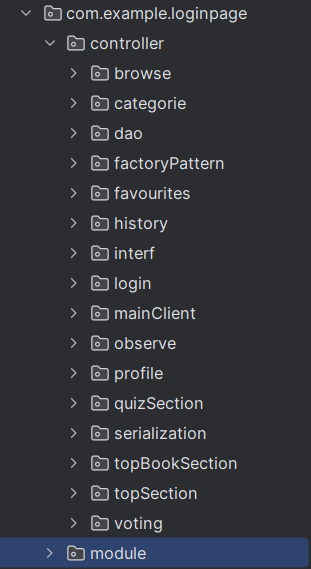 com.example.loginpage
controller
browse
categorie
dao
factoryPattern
favourites
history
interf
login
mainClient
observe
profile
quizSection
serialization
topBookSection
topSection
voting
module